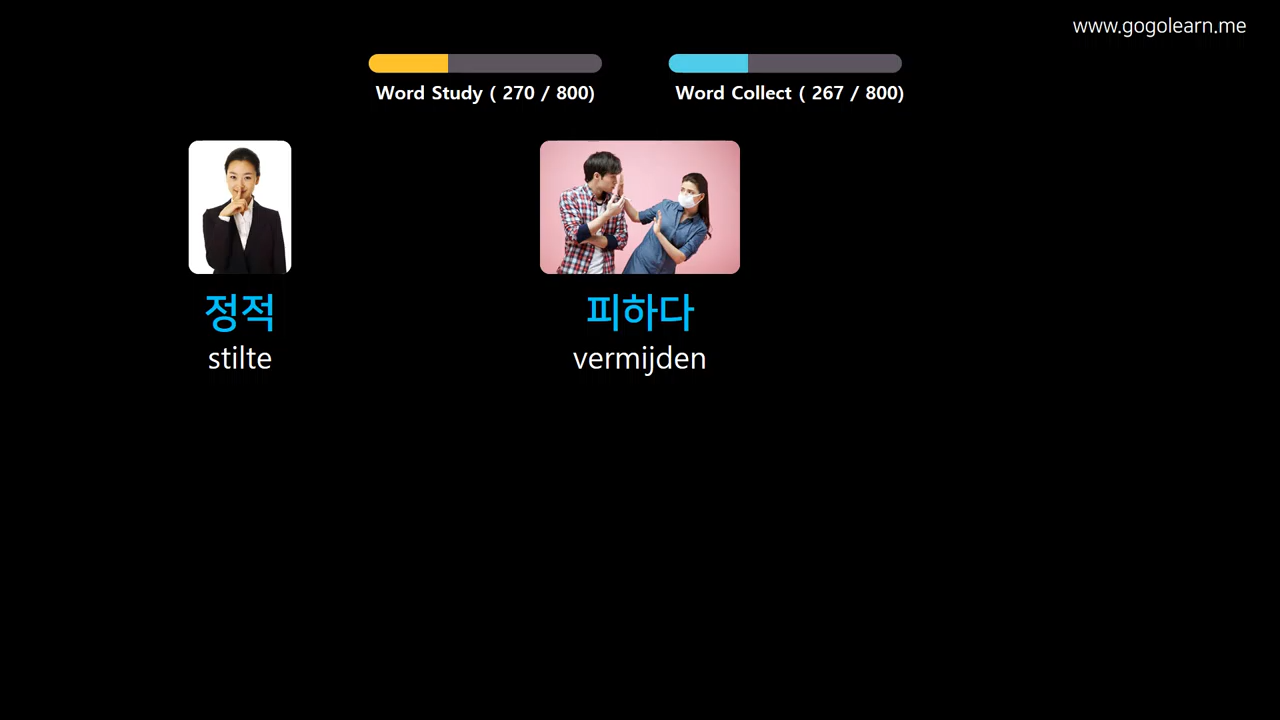 www.gogolearn.me
Word Study ( 270 / 800)
Word Collect ( 267 / 800)
정적
stilte
피하다
vermijden